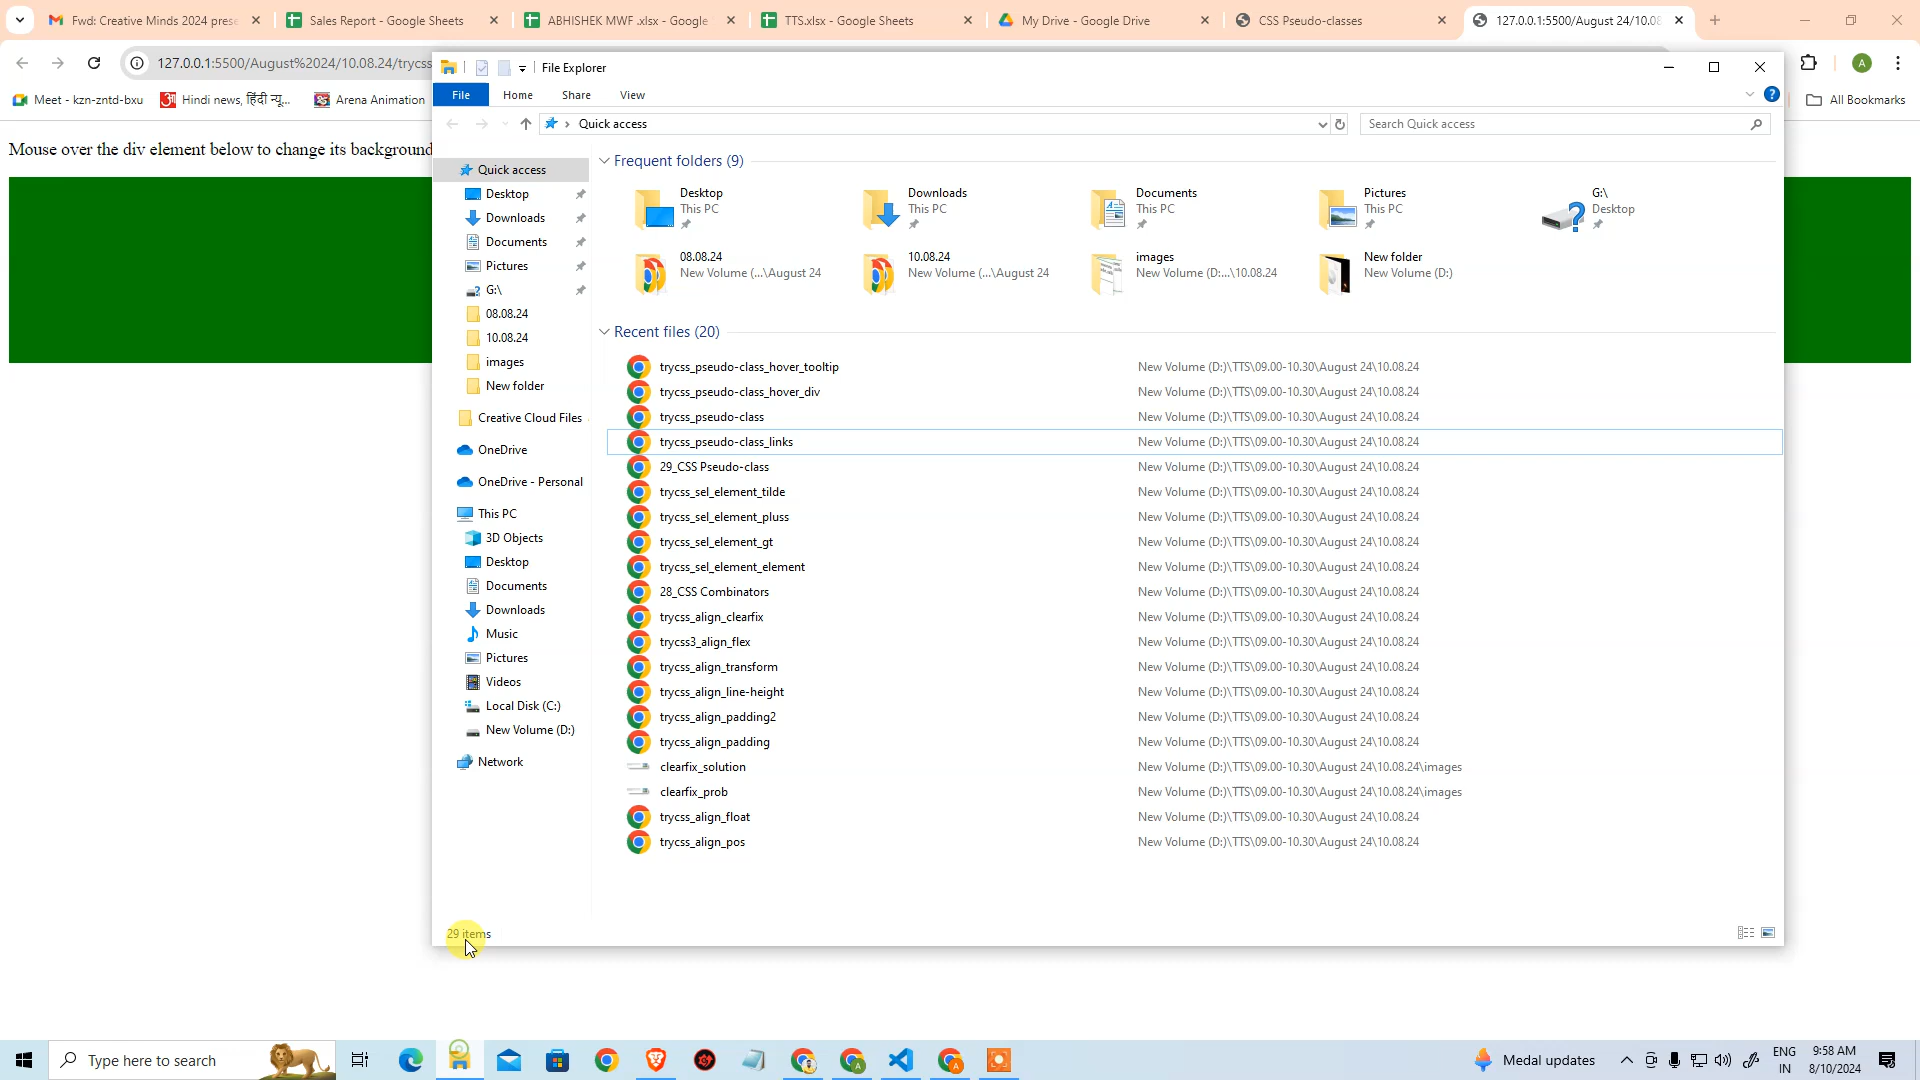 Fwd: Creative Minds 2024 prese
Sales Report - Google Sheets
ABHISHEK MWF .xlsx - Google
TTS.xlsx - Google Sheets
My Drive - Google Drive
CSS Pseudo-classes
127.0.0.1:5500/August 24/10.08
127.0.0.1:5500/August%2024/10.08.24/trycss
A
Meet - kzn-zntd-bxu
Hindi news, हिंदी न्यू...
Arena Animation
All Bookmarks
Mouse over the div element below to change its background
File Explorer
File
Home
Share
View
Quick access
Search Quick access
Quick access
Desktop
Downloads
Documents
Pictures
G:\
08.08.24
10.08.24
images
New folder
Creative Cloud Files
OneDrive
OneDrive - Personal
This PC
3D Objects
Desktop
Documents
Downloads
Music
Pictures
Videos
Local Disk (C:)
New Volume (D:)
Network
Frequent folders (9)
Desktop
This PC
Downloads
This PC
Documents
This PC
Pictures
This PC
G:\
Desktop
08.08.24
New Volume (...\August 24
10.08.24
New Volume (...\August 24
images
New Volume (D:...\10.08.24
New folder
New Volume (D:)
Recent files (20)
trycss_pseudo-class_hover_tooltip New Volume (D:)\TTS\09.00-10.30\August 24\10.08.24
trycss_pseudo-class_hover_div New Volume (D:)\TTS\09.00-10.30\August 24\10.08.24
trycss_pseudo-class New Volume (D:)\TTS\09.00-10.30\August 24\10.08.24
trycss_pseudo-class_links New Volume (D:)\TTS\09.00-10.30\August 24\10.08.24
29_CSS Pseudo-class New Volume (D:)\TTS\09.00-10.30\August 24\10.08.24
trycss_sel_element_tilde New Volume (D:)\TTS\09.00-10.30\August 24\10.08.24
trycss_sel_element_pluss New Volume (D:)\TTS\09.00-10.30\August 24\10.08.24
trycss_sel_element_gt New Volume (D:)\TTS\09.00-10.30\August 24\10.08.24
trycss_sel_element_element New Volume (D:)\TTS\09.00-10.30\August 24\10.08.24
28_CSS Combinators New Volume (D:)\TTS\09.00-10.30\August 24\10.08.24
trycss_align_clearfix New Volume (D:)\TTS\09.00-10.30\August 24\10.08.24
trycss3_align_flex New Volume (D:)\TTS\09.00-10.30\August 24\10.08.24
trycss_align_transform New Volume (D:)\TTS\09.00-10.30\August 24\10.08.24
trycss_align_line-height New Volume (D:)\TTS\09.00-10.30\August 24\10.08.24
trycss_align_padding2 New Volume (D:)\TTS\09.00-10.30\August 24\10.08.24
trycss_align_padding New Volume (D:)\TTS\09.00-10.30\August 24\10.08.24
clearfix_solution New Volume (D:)\TTS\09.00-10.30\August 24\10.08.24\images
clearfix_prob New Volume (D:)\TTS\09.00-10.30\August 24\10.08.24\images
trycss_align_float New Volume (D:)\TTS\09.00-10.30\August 24\10.08.24
trycss_align_pos New Volume (D:)\TTS\09.00-10.30\August 24\10.08.24
29 items
Type here to search
Medal updates
ENG
IN
9:58 AM
8/10/2024